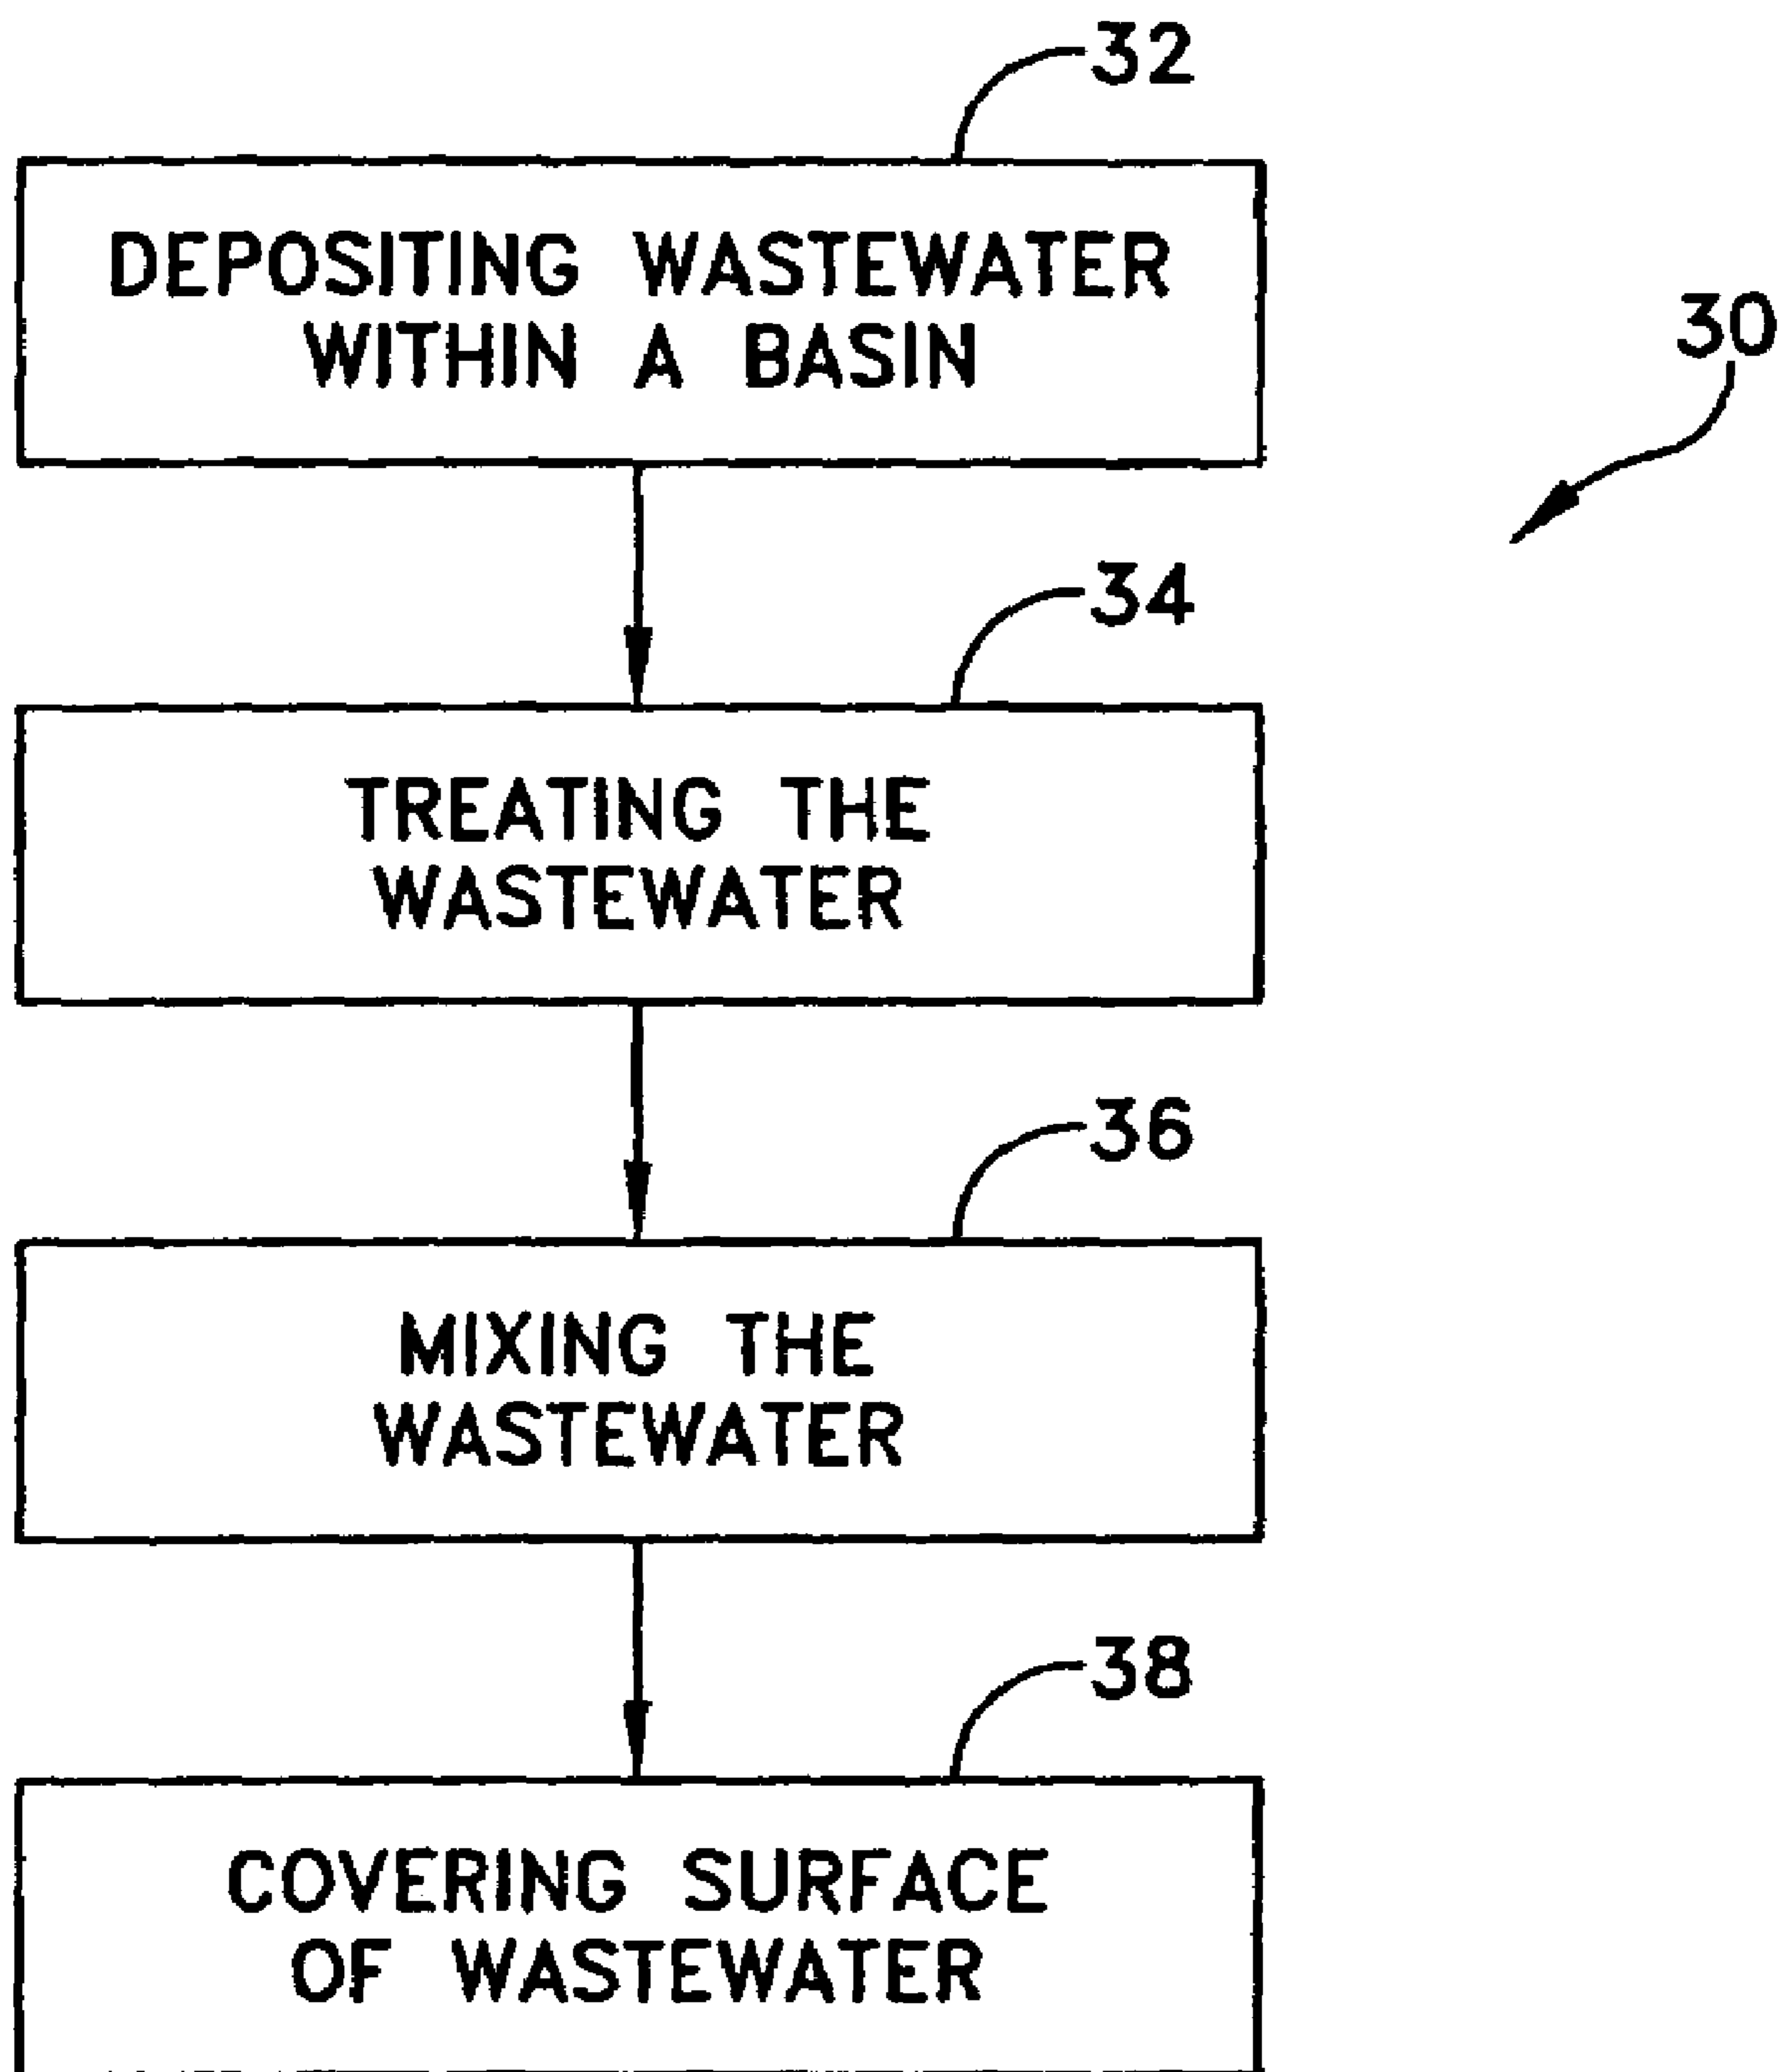 32
DEPOSITING WASTEWATER
WITHIN A BASIN
30
34
TREATING THE
WASTEWATER
36
MIXING THE
WASTEWATER
38
COVERING SURFACE
OF WASTEWATER